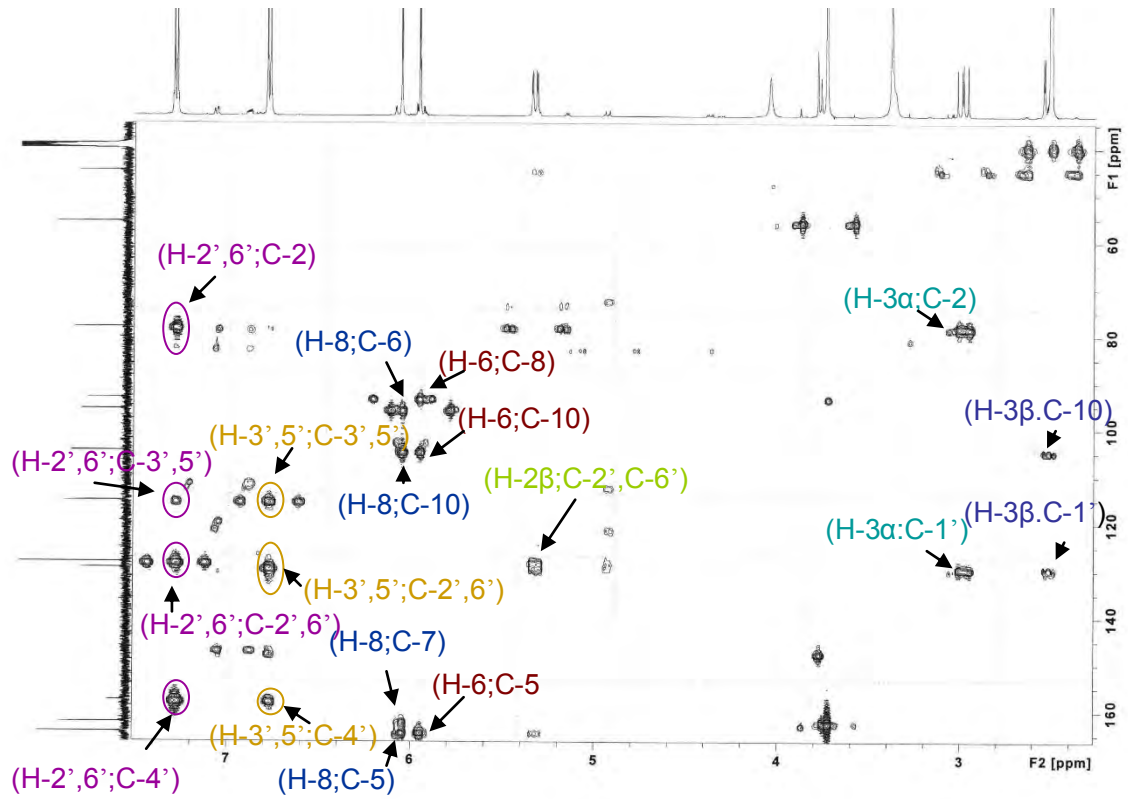 (H-2’,6’;C-2)
(H-3α;C-2)
(H-8;C-6)
(H-6;C-8)
(H-3β.C-10)
(H-6;C-10)
(H-3’,5’;C-3’,5’)
(H-2’,6’;C-3’,5’)
(H-2β;C-2’,C-6’)
(H-8;C-10)
(H-3β.C-1’)
(H-3α:C-1’)
(H-3’,5’;C-2’,6’)
(H-2’,6’;C-2’,6’)
(H-8;C-7)
(H-6;C-5
(H-3’,5’;C-4’)
(H-2’,6’;C-4’)
(H-8;C-5)
F1 [ppm]
60
80
100
120
140
160
7
6
5
4
3
F2 [ppm]